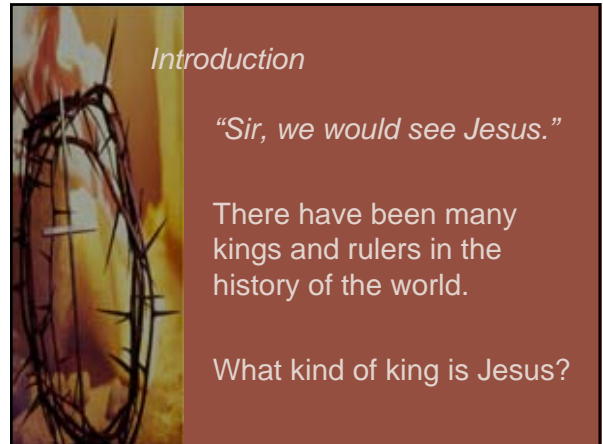 Introduction
“Sir, we would see Jesus.”
There have been many
kings and rulers in the
history of the world.
What kind of king is Jesus?